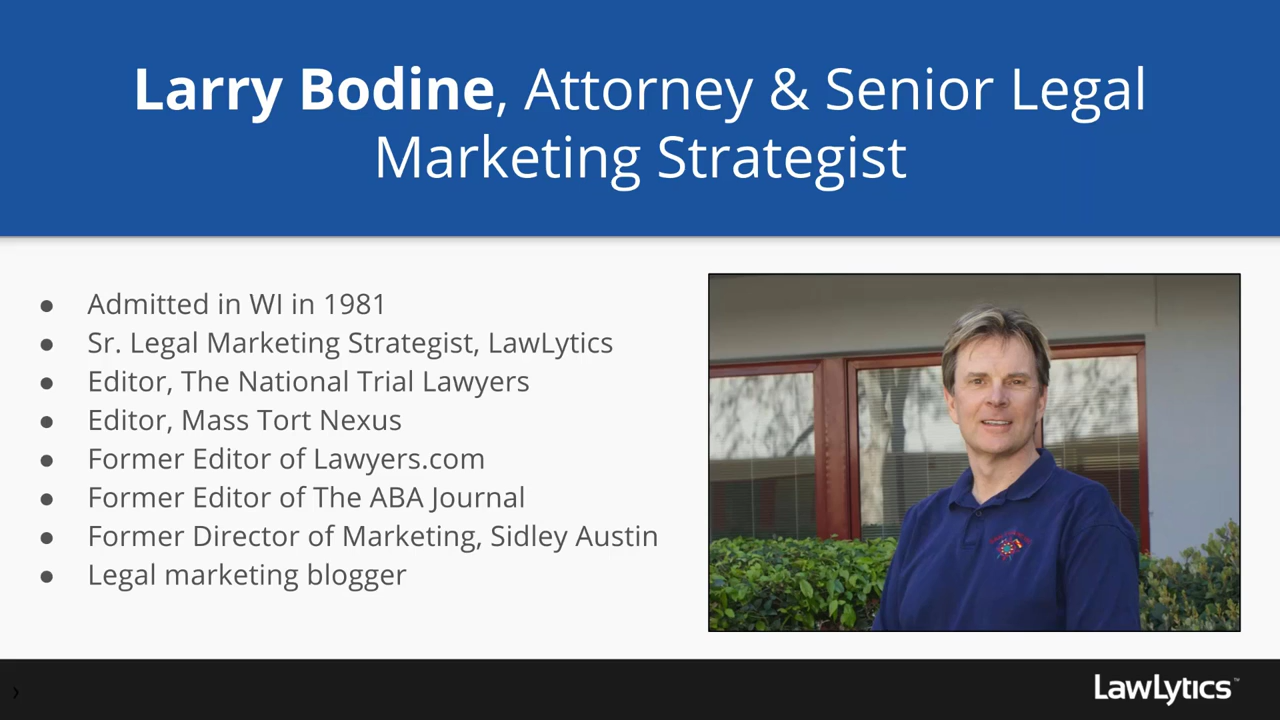 Larry Bodine, Attorney & Senior Legal
Marketing Strategist
● Admitted in WI in 1981
● Sr. Legal Marketing Strategist, LawLytics
● Editor, The National Trial Lawyers
● Editor, Mass Tort Nexus
● Former Editor of Lawyers.com
● Former Editor of The ABA Journal
● Former Director of Marketing, Sidley Austin
● Legal marketing blogger
LawLytics™